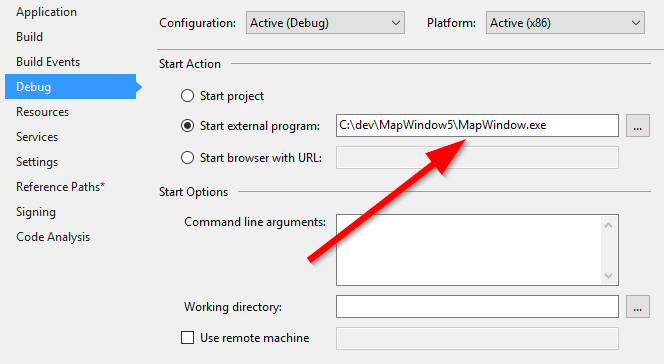 Application
Build
Build Events
Debug
Resources
Services
Settings
Reference Paths*
Signing
Code Analysis
Configuration: Active (Debug) Platform: Active (x86)
Start Action
Start project
Start external program: C:\dev\MapWindow5\MapWindow.exe ...
Start browser with URL:
Start Options
Command line arguments:
Working directory: ...
Use remote machine